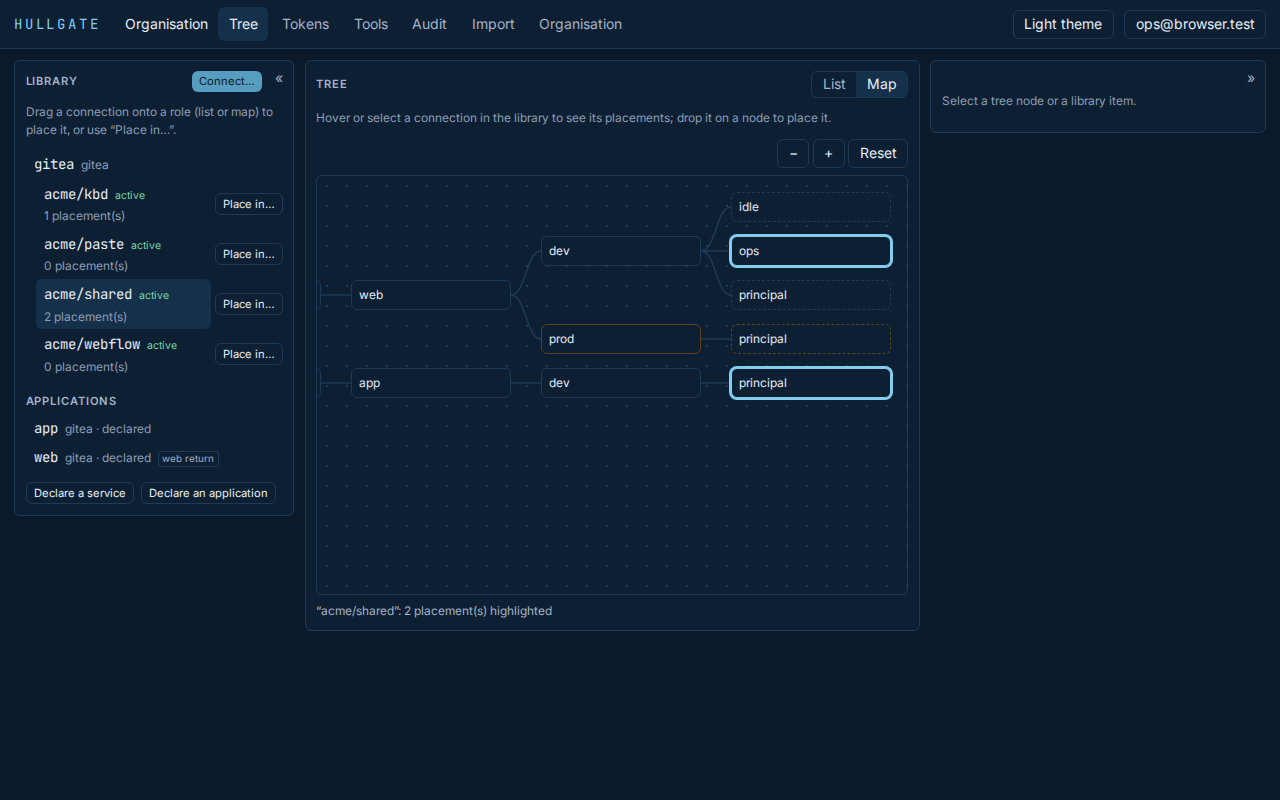 HULLGATE Organisation Tree Tokens Tools Audit Import Organisation Light theme ops@browser.test
LIBRARY Connect... «
Drag a connection onto a role (list or map) to
place it, or use “Place in...”.
gitea gitea
acme/kbd active
1 placement(s)
Place in...
acme/paste active
0 placement(s)
Place in...
acme/shared active
2 placement(s)
Place in...
acme/webflow active
0 placement(s)
Place in...
APPLICATIONS
app gitea · declared
web gitea · declared web return
Declare a service Declare an application
TREE List Map
Hover or select a connection in the library to see its placements; drop it on a node to place it.
− + Reset
idle
dev ops
web principal
prod principal
app dev principal
“acme/shared”: 2 placement(s) highlighted
»
Select a tree node or a library item.